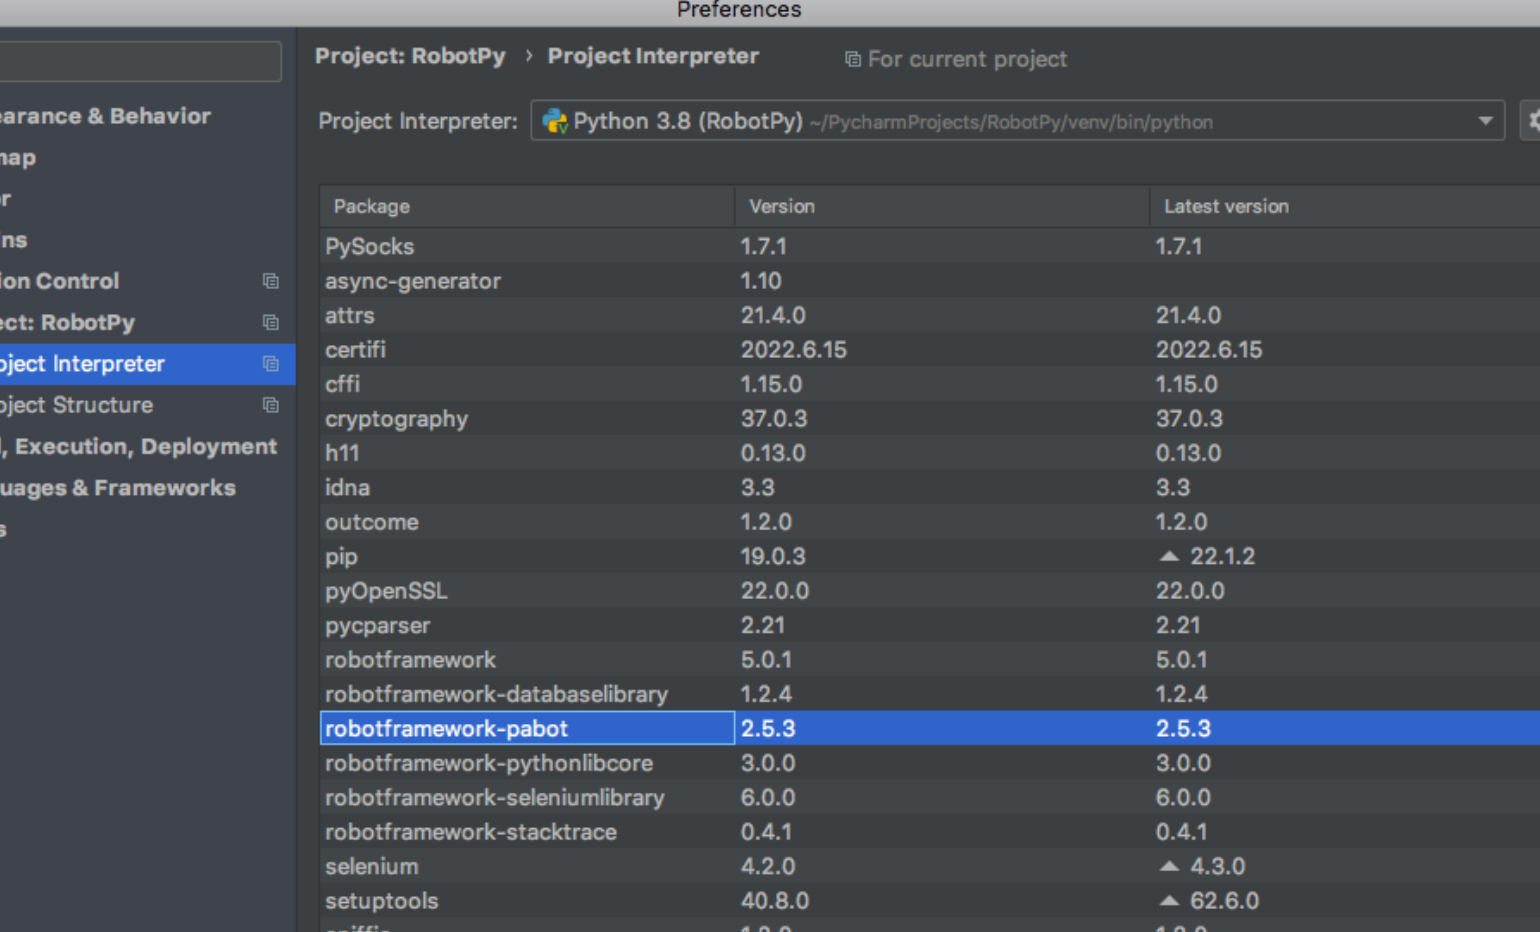 Preferences
Project: RobotPy › Project Interpreter For current project
Project Interpreter: Python 3.8 (RobotPy) ~/PycharmProjects/RobotPy/venv/bin/python
earance & Behavior
map
r
ins
ion Control
ect: RobotPy
oject Interpreter
oject Structure
, Execution, Deployment
uages & Frameworks
s
Package Version Latest version
PySocks 1.7.1 1.7.1
async-generator 1.10
attrs 21.4.0 21.4.0
certifi 2022.6.15 2022.6.15
cffi 1.15.0 1.15.0
cryptography 37.0.3 37.0.3
h11 0.13.0 0.13.0
idna 3.3 3.3
outcome 1.2.0 1.2.0
pip 19.0.3 22.1.2
pyOpenSSL 22.0.0 22.0.0
pycparser 2.21 2.21
robotframework 5.0.1 5.0.1
robotframework-databaselibrary 1.2.4 1.2.4
robotframework-pabot 2.5.3 2.5.3
robotframework-pythonlibcore 3.0.0 3.0.0
robotframework-seleniumlibrary 6.0.0 6.0.0
robotframework-stacktrace 0.4.1 0.4.1
selenium 4.2.0 4.3.0
setuptools 40.8.0 62.6.0